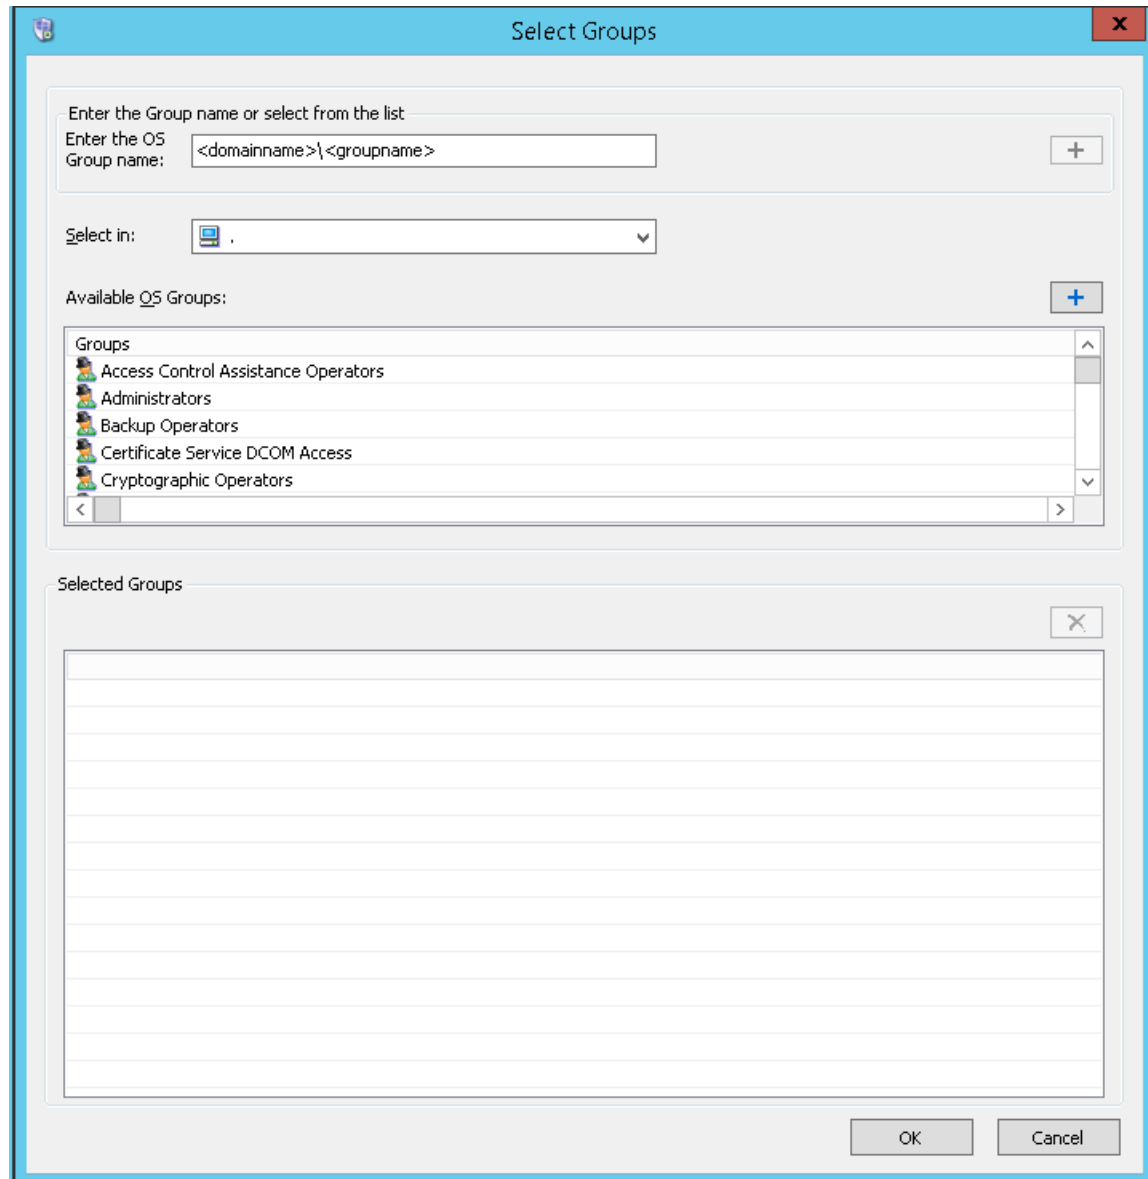 Select Groups
x
Enter the Group name or select from the list
Enter the OS
Group name:
<domainname>\<groupname>
+
Select in:
.
Available OS Groups:
+
Groups
Access Control Assistance Operators
Administrators
Backup Operators
Certificate Service DCOM Access
Cryptographic Operators
Selected Groups
OK
Cancel